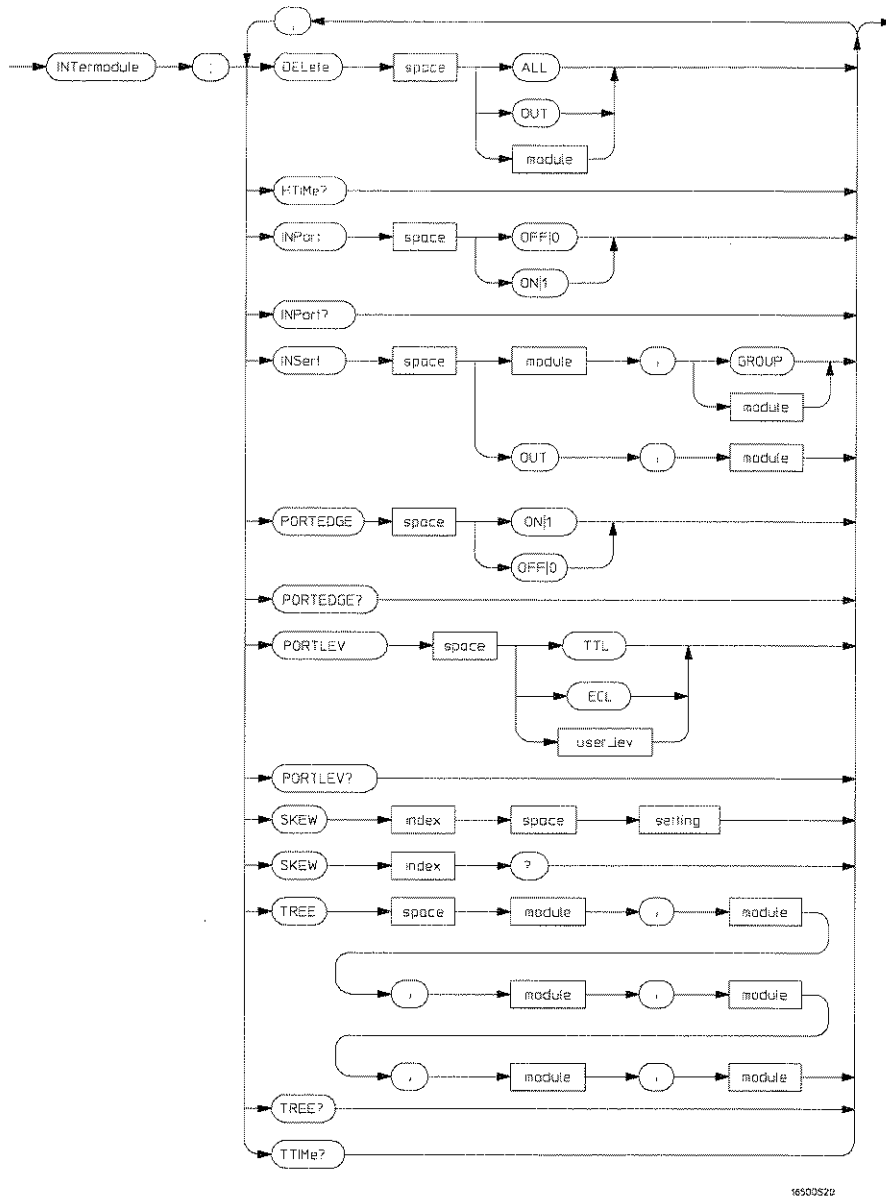 ;
INTermodule : DELete space ALL
OUT
module
HTIMe?
INPort space OFF|0
ON|1
INPort?
INSert space module , GROUP
module
OUT , module
PORTEDGE space ON|1
OFF|0
PORTEDGE?
PORTLEV space TTL
ECL
user_lev
PORTLEV?
SKEW index space setting
SKEW index ?
TREE space module , module
, module , module
, module , module
TREE?
TTIMe?
16500S20